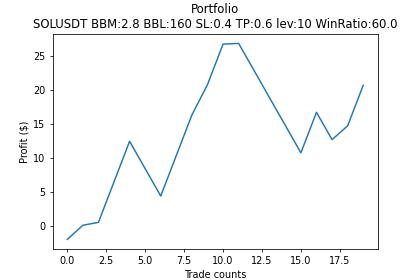 Portfolio
SOLUSDT BBM:2.8 BBL:160 SL:0.4 TP:0.6 lev:10 WinRatio:60.0
Profit ($)
25
20
15
10
5
0
0.0 2.5 5.0 7.5 10.0 12.5 15.0 17.5
Trade counts